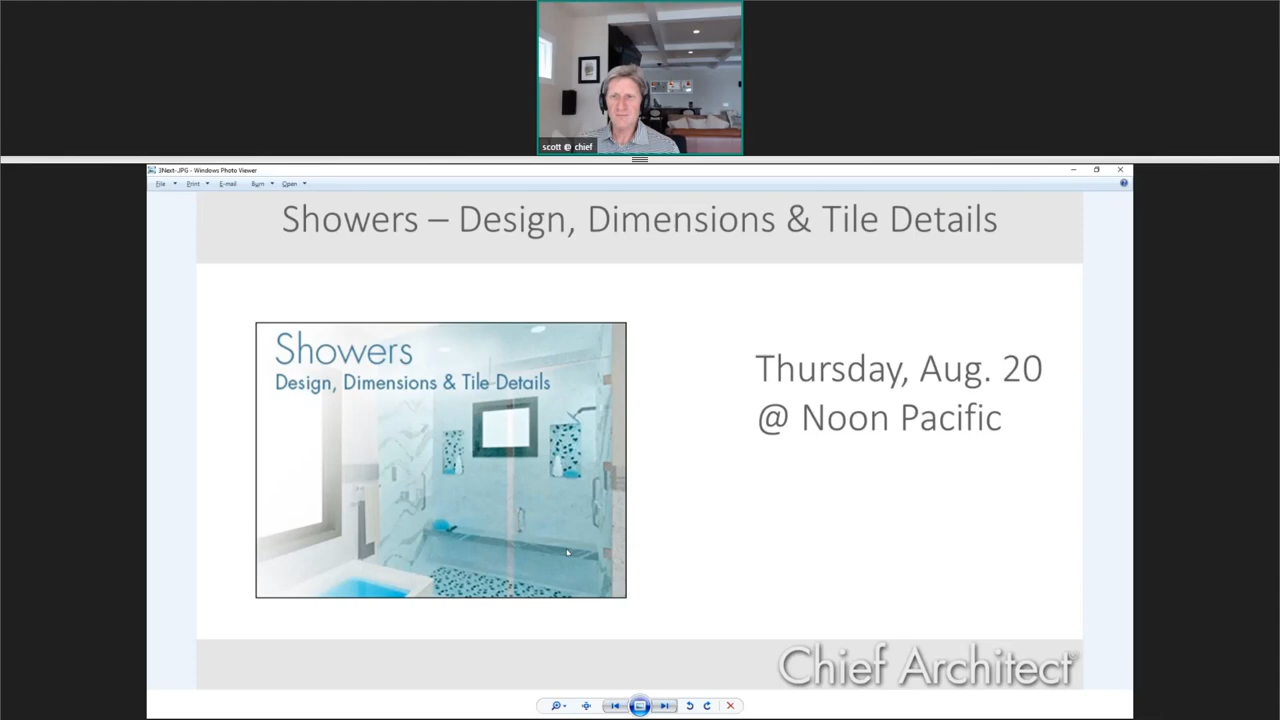 scott @ chief
3Next-JPG - Windows Photo Viewer
File Print E-mail Burn Open
Showers – Design, Dimensions & Tile Details
Showers
Design, Dimensions & Tile Details
Thursday, Aug. 20
@ Noon Pacific
Chief Architect